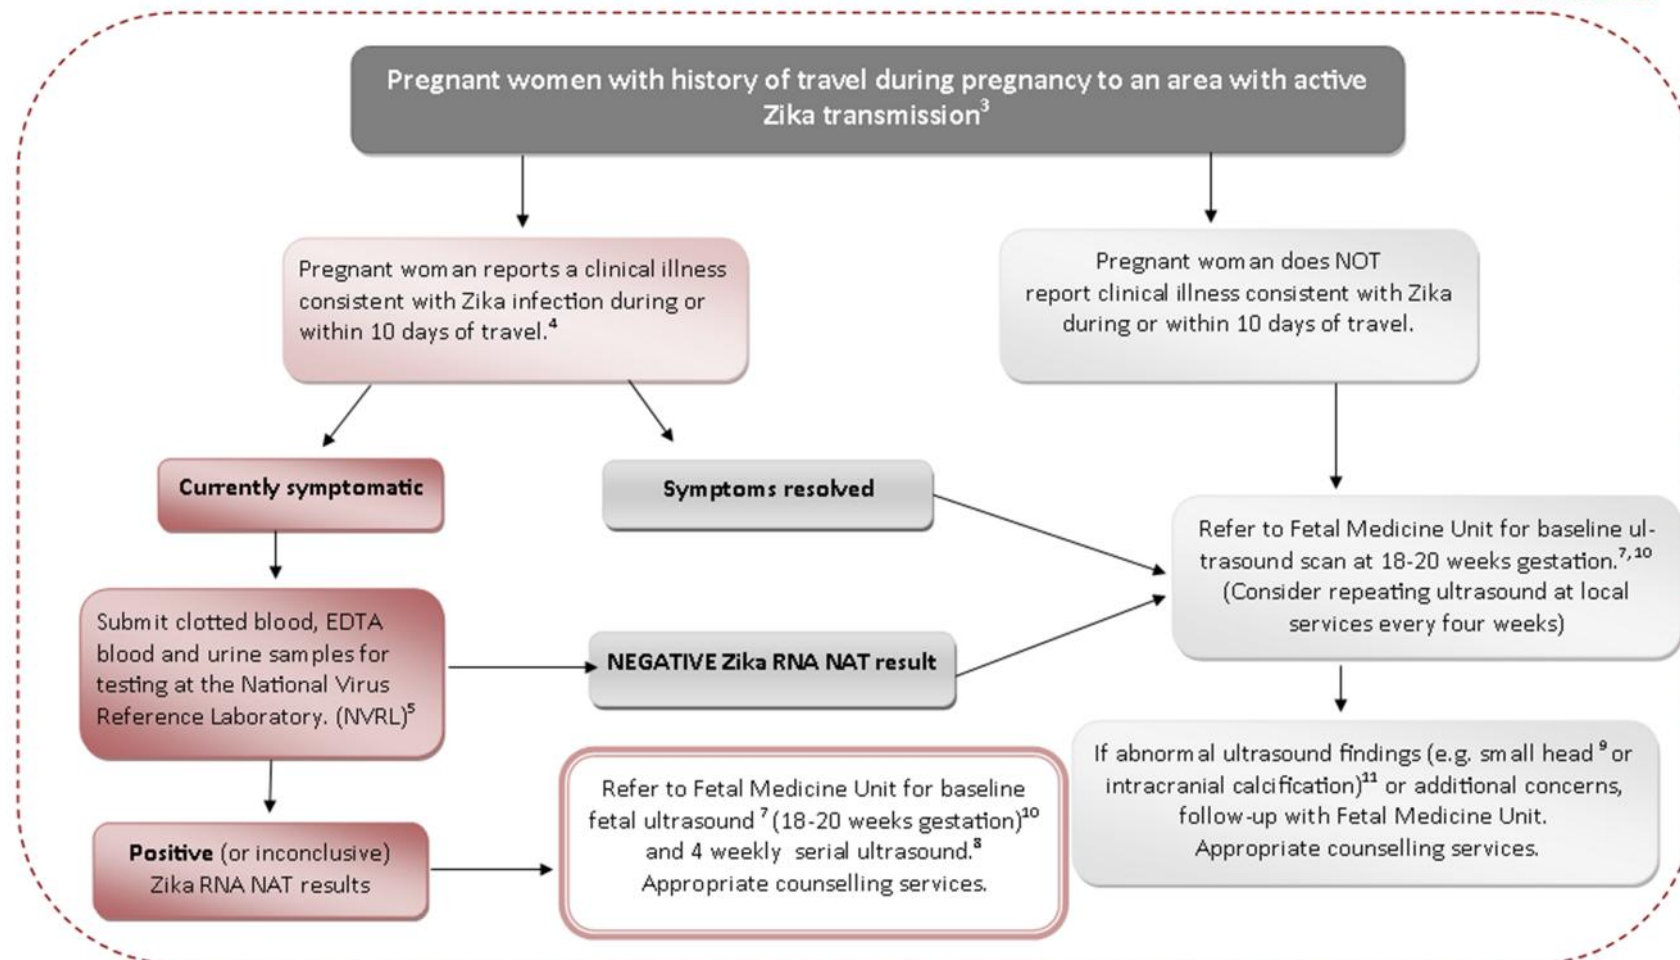 Pregnant women with history of travel during pregnancy to an area with active
Zika transmission3
Pregnant woman reports a clinical illness
consistent with Zika infection during or
within 10 days of travel.4
Pregnant woman does NOT
report clinical illness consistent with Zika
during or within 10 days of travel.
Currently symptomatic
Symptoms resolved
Refer to Fetal Medicine Unit for baseline ul-
trasound scan at 18-20 weeks gestation.7,10
(Consider repeating ultrasound at local
services every four weeks)
Submit clotted blood, EDTA
blood and urine samples for
testing at the National Virus
Reference Laboratory. (NVRL)5
NEGATIVE Zika RNA NAT result
If abnormal ultrasound findings (e.g. small head 9 or
intracranial calcification)11 or additional concerns,
follow-up with Fetal Medicine Unit.
Appropriate counselling services.
Positive (or inconclusive)
Zika RNA NAT results
Refer to Fetal Medicine Unit for baseline
fetal ultrasound 7 (18-20 weeks gestation)10
and 4 weekly serial ultrasound.8
Appropriate counselling services.